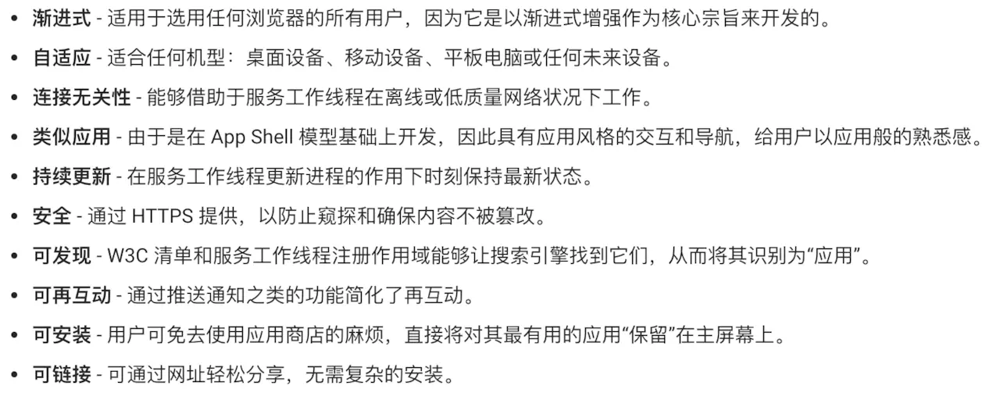 • 渐进式 - 适用于选用任何浏览器的所有用户，因为它是以渐进式增强作为核心宗旨来开发的。
• 自适应 - 适合任何机型：桌面设备、移动设备、平板电脑或任何未来设备。
• 连接无关性 - 能够借助于服务工作线程在离线或低质量网络状况下工作。
• 类似应用 - 由于是在 App Shell 模型基础上开发，因此具有应用风格的交互和导航，给用户以应用般的熟悉感。
• 持续更新 - 在服务工作线程更新进程的作用下时刻保持最新状态。
• 安全 - 通过 HTTPS 提供，以防止窥探和确保内容不被篡改。
• 可发现 - W3C 清单和服务工作线程注册作用域能够让搜索引擎找到它们，从而将其识别为“应用”。
• 可再互动 - 通过推送通知之类的功能简化了再互动。
• 可安装 - 用户可免去使用应用商店的麻烦，直接将对其最有用的应用“保留”在主屏幕上。
• 可链接 - 可通过网址轻松分享，无需复杂的安装。